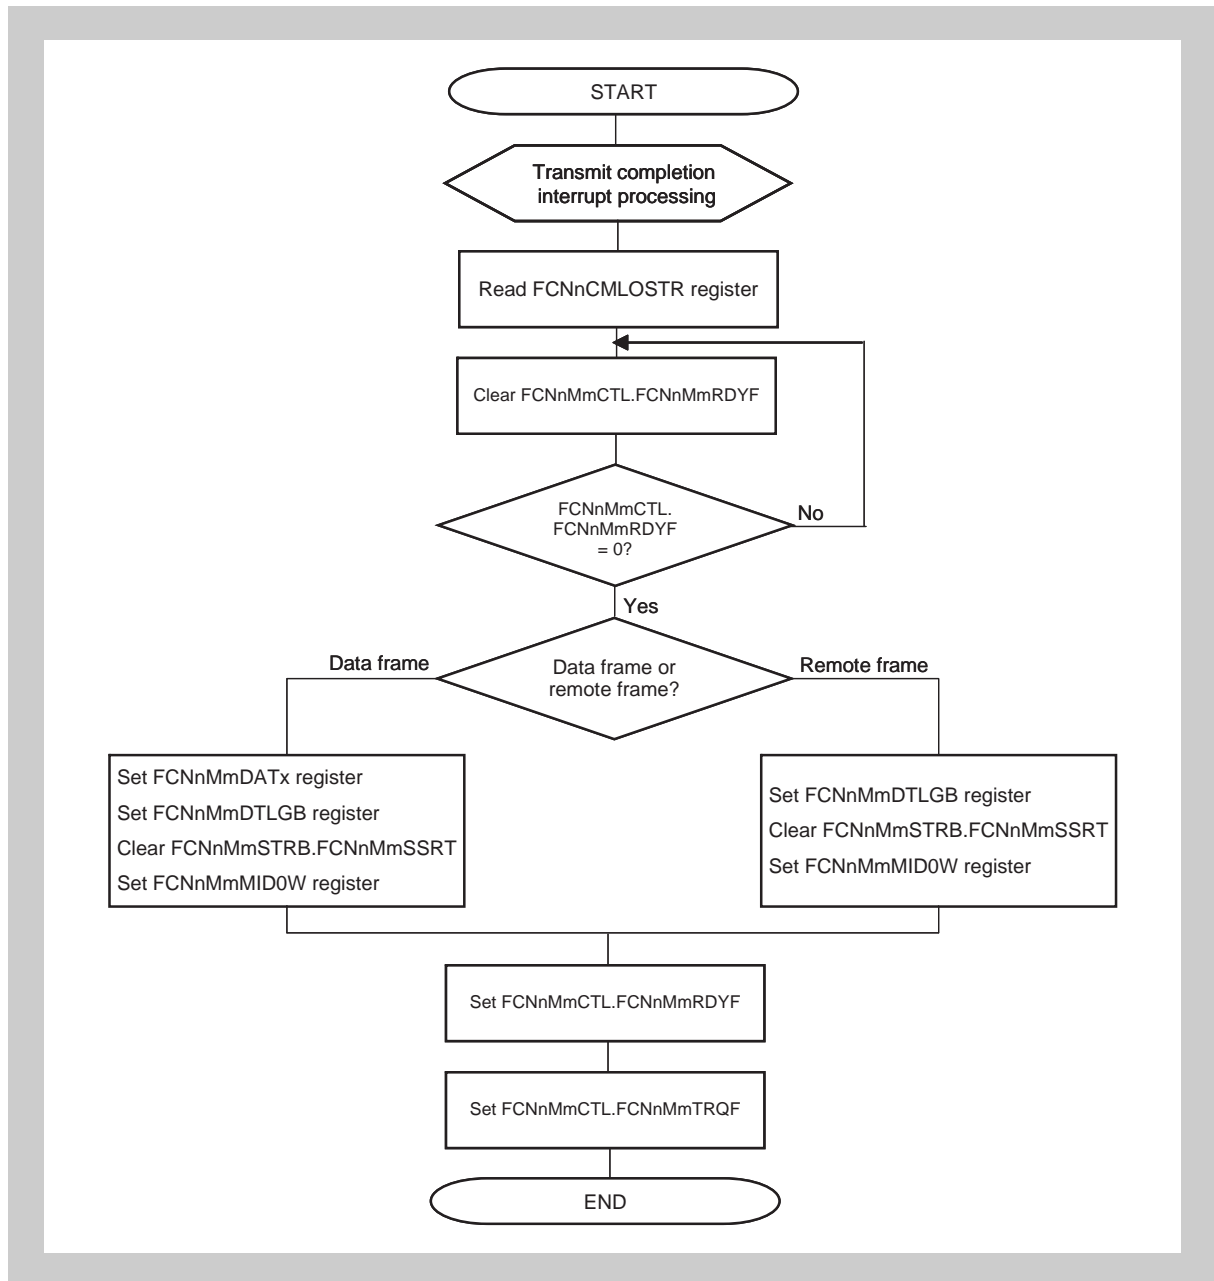 START
Transmit completion
interrupt processing
Read FCNnCMLOSTR register
Clear FCNnMmCTL.FCNnMmRDYF
FCNnMmCTL.
FCNnMmRDYF
= 0?
No
Yes
Data frame
Data frame or
remote frame?
Remote frame
Set FCNnMmDATx register
Set FCNnMmDTLGB register
Clear FCNnMmSTRB.FCNnMmSSRT
Set FCNnMmMID0W register
Set FCNnMmDTLGB register
Clear FCNnMmSTRB.FCNnMmSSRT
Set FCNnMmMID0W register
Set FCNnMmCTL.FCNnMmRDYF
Set FCNnMmCTL.FCNnMmTRQF
END